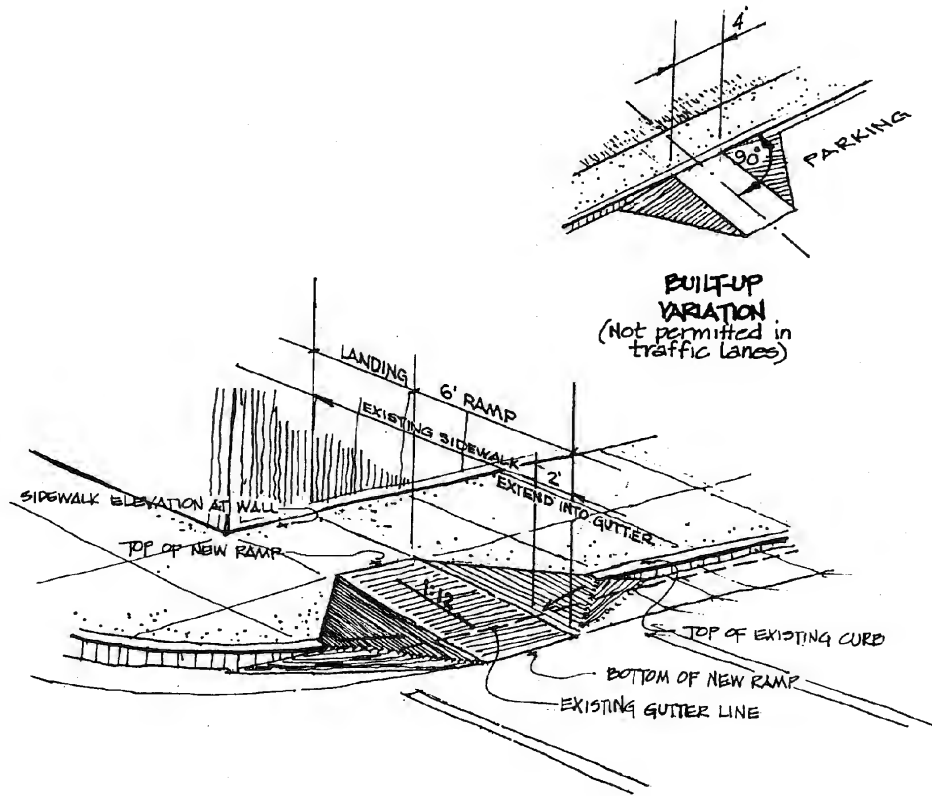 4'
90°
PARKING
BUILT-UP
VARIATION
(Not permitted in
traffic lanes)
LANDING
6' RAMP
EXISTING SIDEWALK
2'
EXTEND INTO GUTTER
SIDEWALK ELEVATION AT WALL
TOP OF NEW RAMP
1:12
TOP OF EXISTING CURB
BOTTOM OF NEW RAMP
EXISTING GUTTER LINE